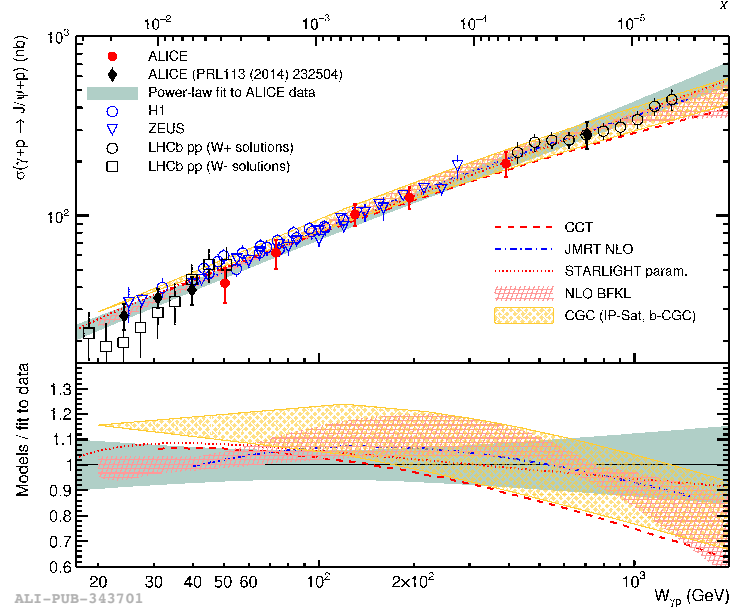 x
10⁻² 10⁻³ 10⁻⁴ 10⁻⁵
10³
σ(γ+p → J/ψ+p) (nb)
ALICE
ALICE (PRL113 (2014) 232504)
Power-law fit to ALICE data
H1
ZEUS
LHCb pp (W+ solutions)
LHCb pp (W- solutions)
10²
CCT
JMRT NLO
STARLIGHT param.
NLO BFKL
CGC (IP-Sat, b-CGC)
Models / fit to data
1.3
1.2
1.1
1
0.9
0.8
0.7
0.6
20 30 40 50 60 10² 2×10² 10³
Wγp (GeV)
ALI-PUB-343701